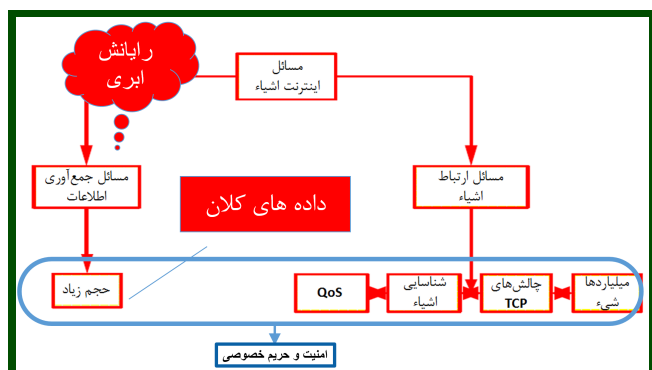 رایانش
ابری
مسائل
اینترنت اشیاء
مسائل جمع‌آوری
اطلاعات
مسائل ارتباط
اشیاء
داده های کلان
حجم زیاد
میلیاردها
شیء
چالش‌های
TCP
شناسایی
اشیاء
QoS
امنیت و حریم خصوصی